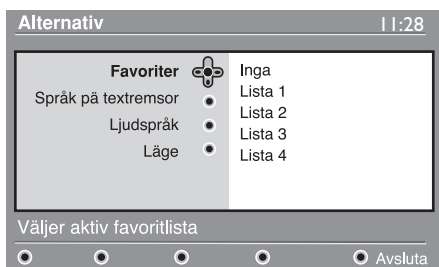 Alternativ 11:28
Favoriter
Språk på textremsor
Ljudspråk
Läge
Inga
Lista 1
Lista 2
Lista 3
Lista 4
Väljer aktiv favoritlista
Avsluta